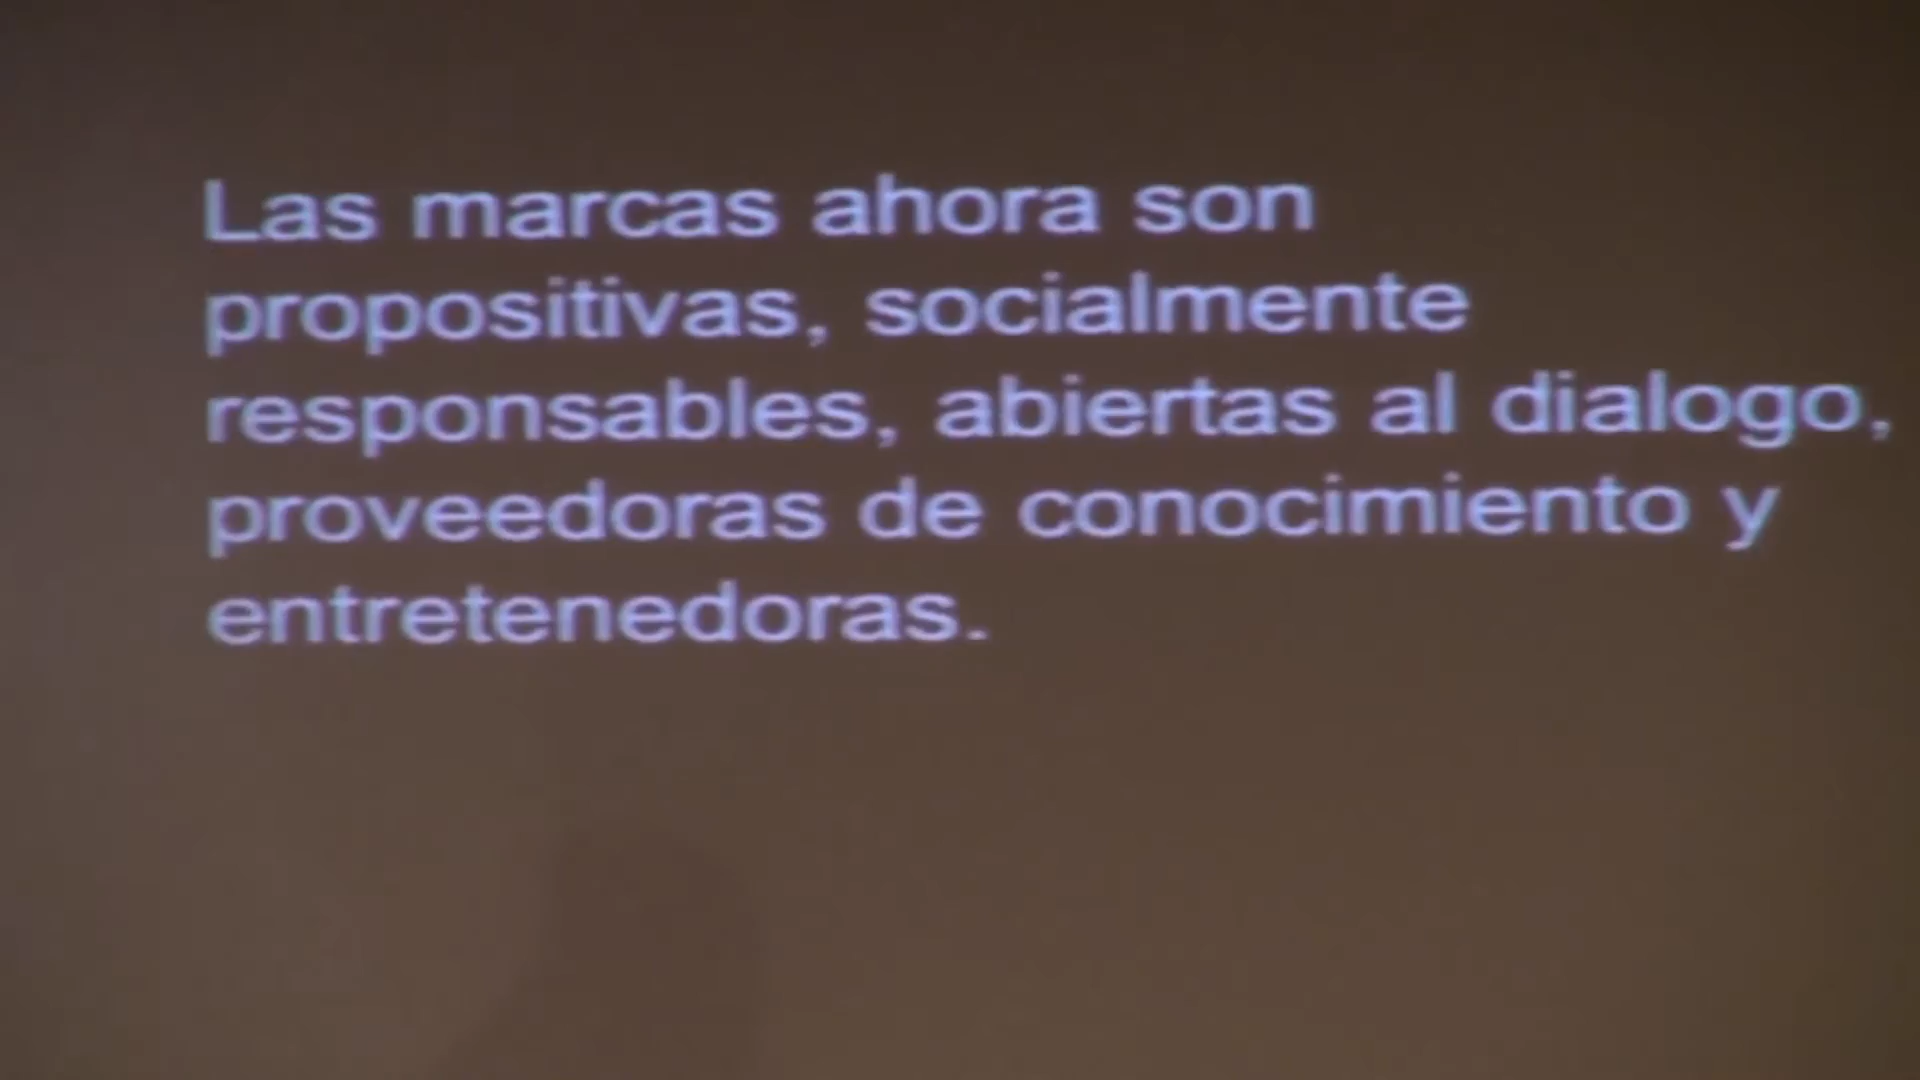 Las marcas ahora son
propositivas, socialmente
responsables, abiertas al dialogo,
proveedoras de conocimiento y
entretenedoras.